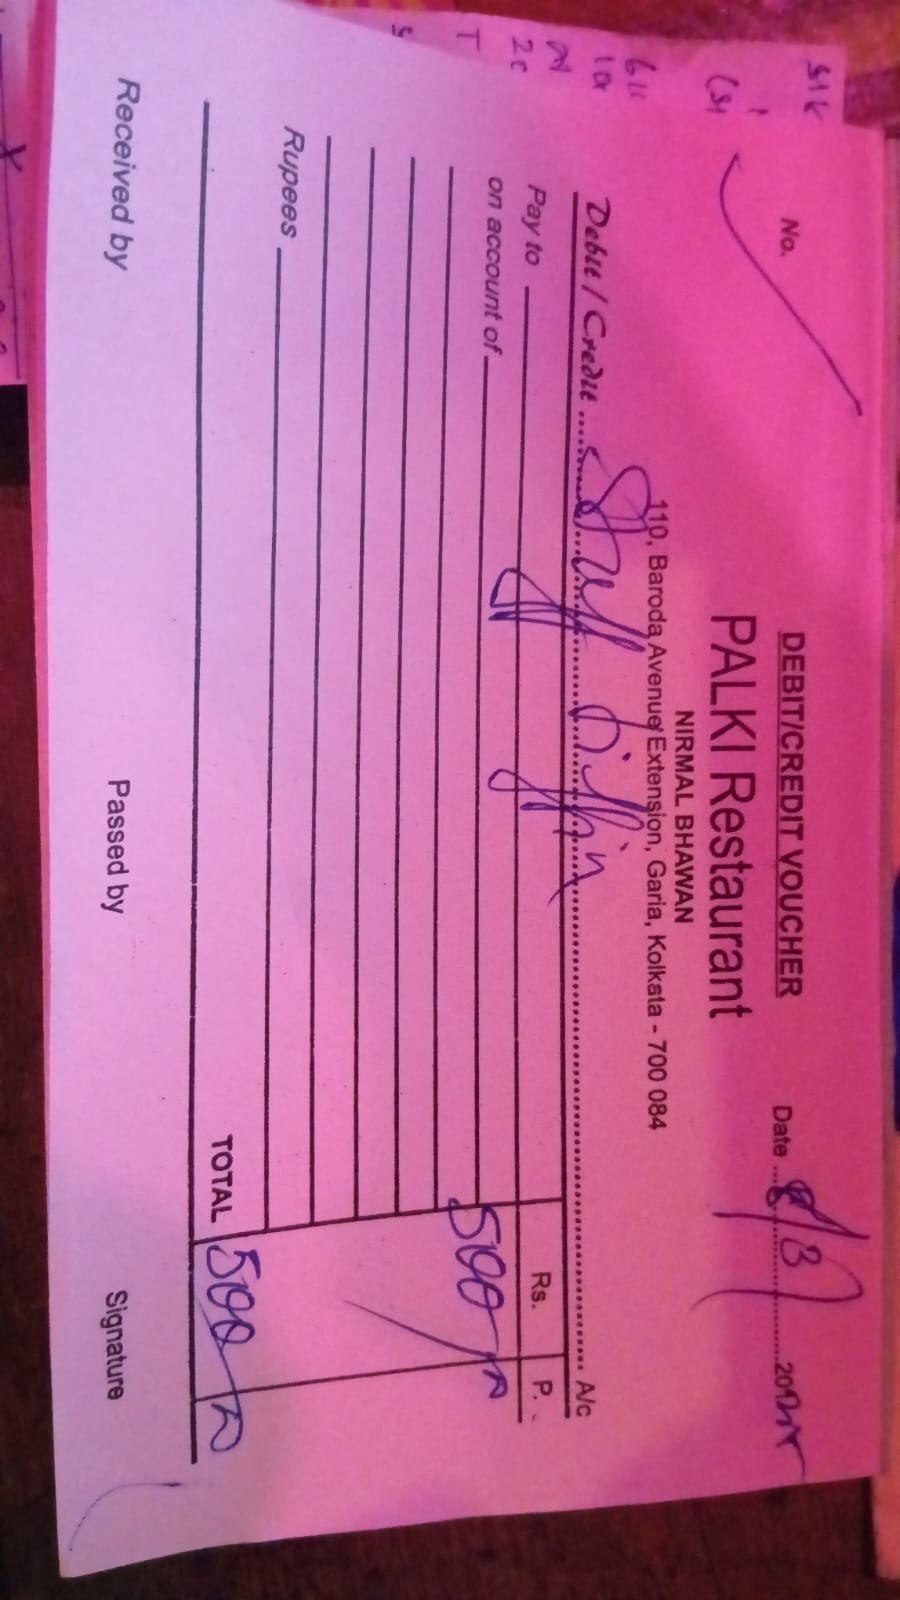 DEBIT/CREDIT VOUCHER
No.
Date ... 8/3 ... 20
PALKI Restaurant
NIRMAL BHAWAN
110, Baroda Avenue Extension, Garia, Kolkata - 700 084
Debit / Credit ... Staff tiffin ... A/c
Pay to
Rs. P.
on account of
500/-
Rupees
TOTAL 500/-
Received by Passed by Signature